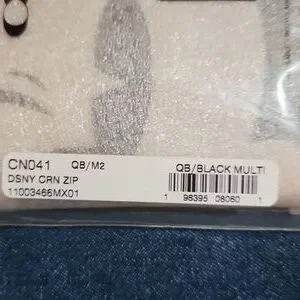 CN041 QB/M2 QB/BLACK MULTI
DSNY CRN ZIP
11003466MX01
1 98395 08060 1